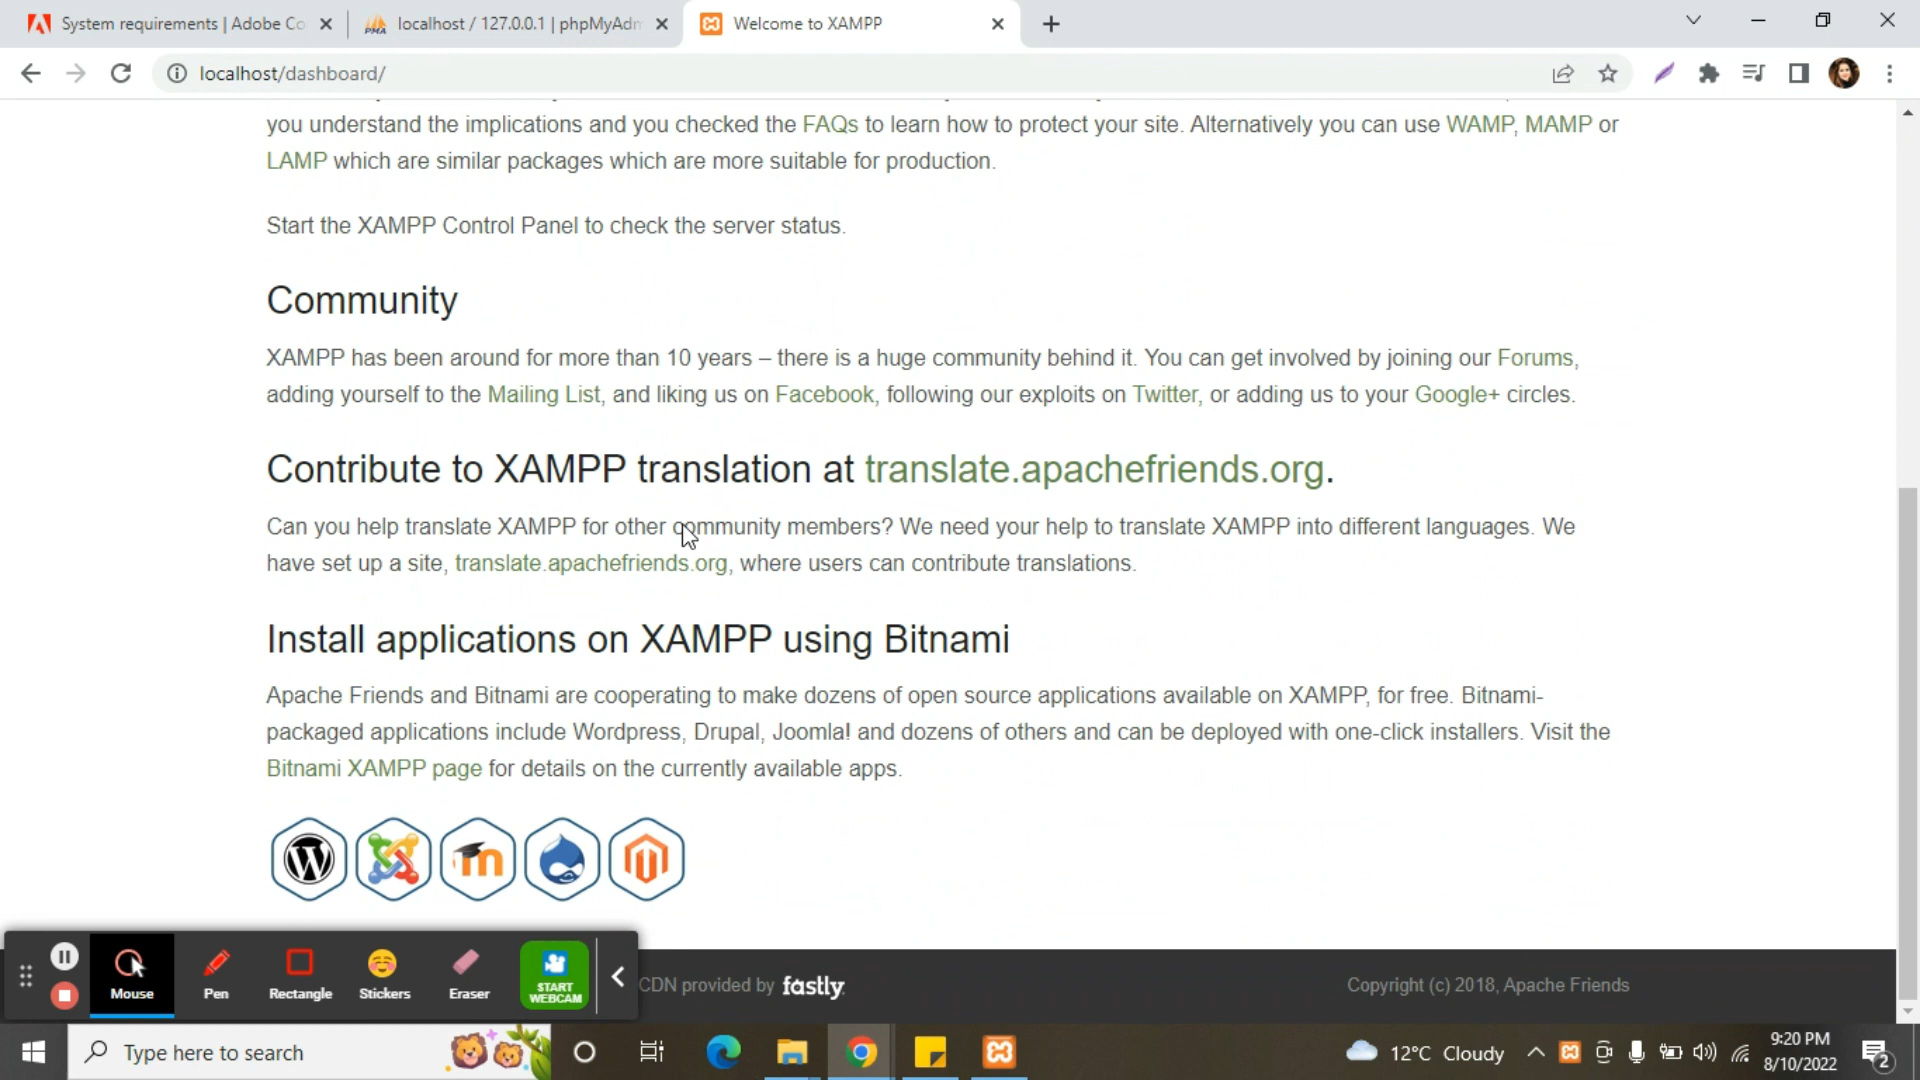 System requirements | Adobe Co
localhost / 127.0.0.1 | phpMyAdm
Welcome to XAMPP
localhost/dashboard/
you understand the implications and you checked the FAQs to learn how to protect your site. Alternatively you can use WAMP, MAMP or
LAMP which are similar packages which are more suitable for production.
Start the XAMPP Control Panel to check the server status.
Community
XAMPP has been around for more than 10 years – there is a huge community behind it. You can get involved by joining our Forums,
adding yourself to the Mailing List, and liking us on Facebook, following our exploits on Twitter, or adding us to your Google+ circles.
Contribute to XAMPP translation at translate.apachefriends.org.
Can you help translate XAMPP for other community members? We need your help to translate XAMPP into different languages. We
have set up a site, translate.apachefriends.org, where users can contribute translations.
Install applications on XAMPP using Bitnami
Apache Friends and Bitnami are cooperating to make dozens of open source applications available on XAMPP, for free. Bitnami-
packaged applications include Wordpress, Drupal, Joomla! and dozens of others and can be deployed with one-click installers. Visit the
Bitnami XAMPP page for details on the currently available apps.
Mouse
Pen
Rectangle
Stickers
Eraser
START
WEBCAM
CDN provided by fastly
Copyright (c) 2018, Apache Friends
Type here to search
12°C Cloudy
9:20 PM
8/10/2022
2